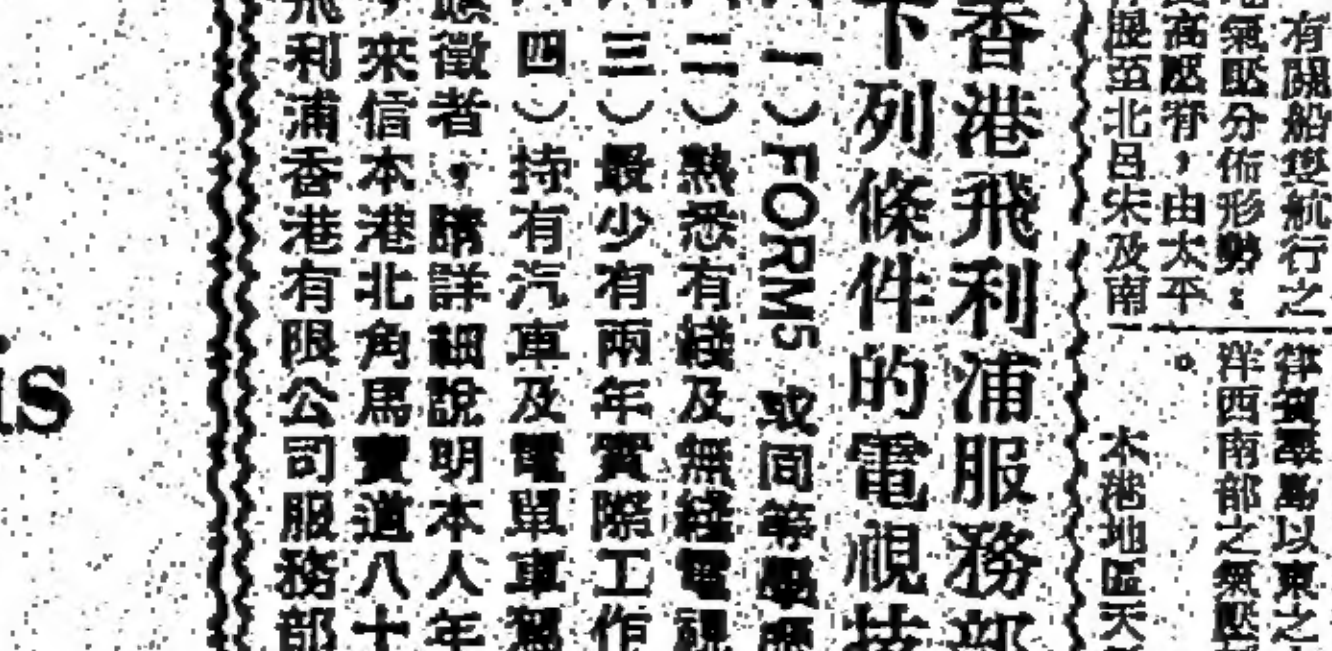 有關船隻航行之
氣壓分佈形勢：
高壓脊，由太平
展至北呂宋及南
律賓羣島以東之
洋西南部之氣壓
。
本港地區天
香港飛利浦服務部
下列條件的電視技
一）FORM5 或同等學歷
二）熟悉有綫及無綫電視
三）最少有兩年實際工作
四）持有汽車及電單車駕
應徵者，請詳細說明本人年
，來信本港北角馬寶道八十
飛利浦香港有限公司服務部
is